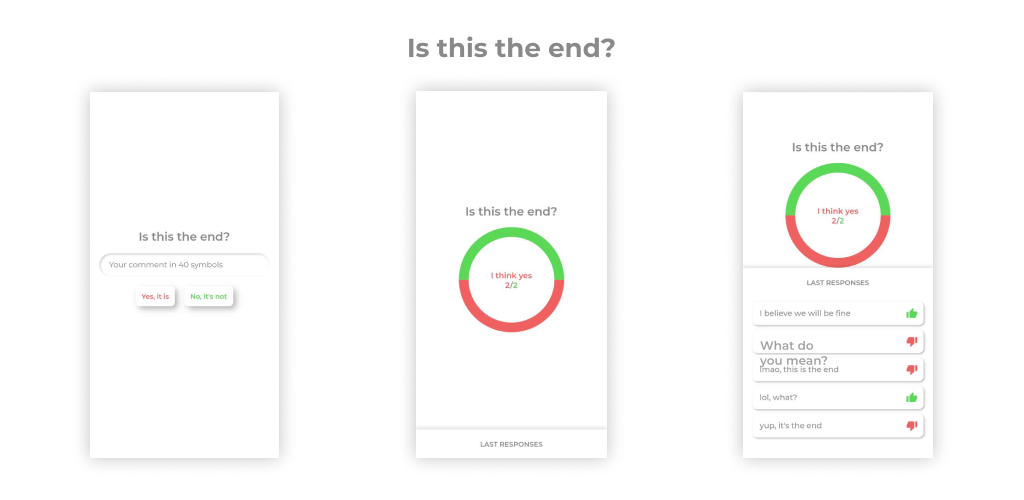 Is this the end?
Is this the end?
Your comment in 40 symbols
Yes, it is
No, it's not
Is this the end?
I think yes
2/2
LAST RESPONSES
Is this the end?
I think yes
2/2
LAST RESPONSES
I believe we will be fine
What do
you mean?
lmao, this is the end
lol, what?
yup, it's the end